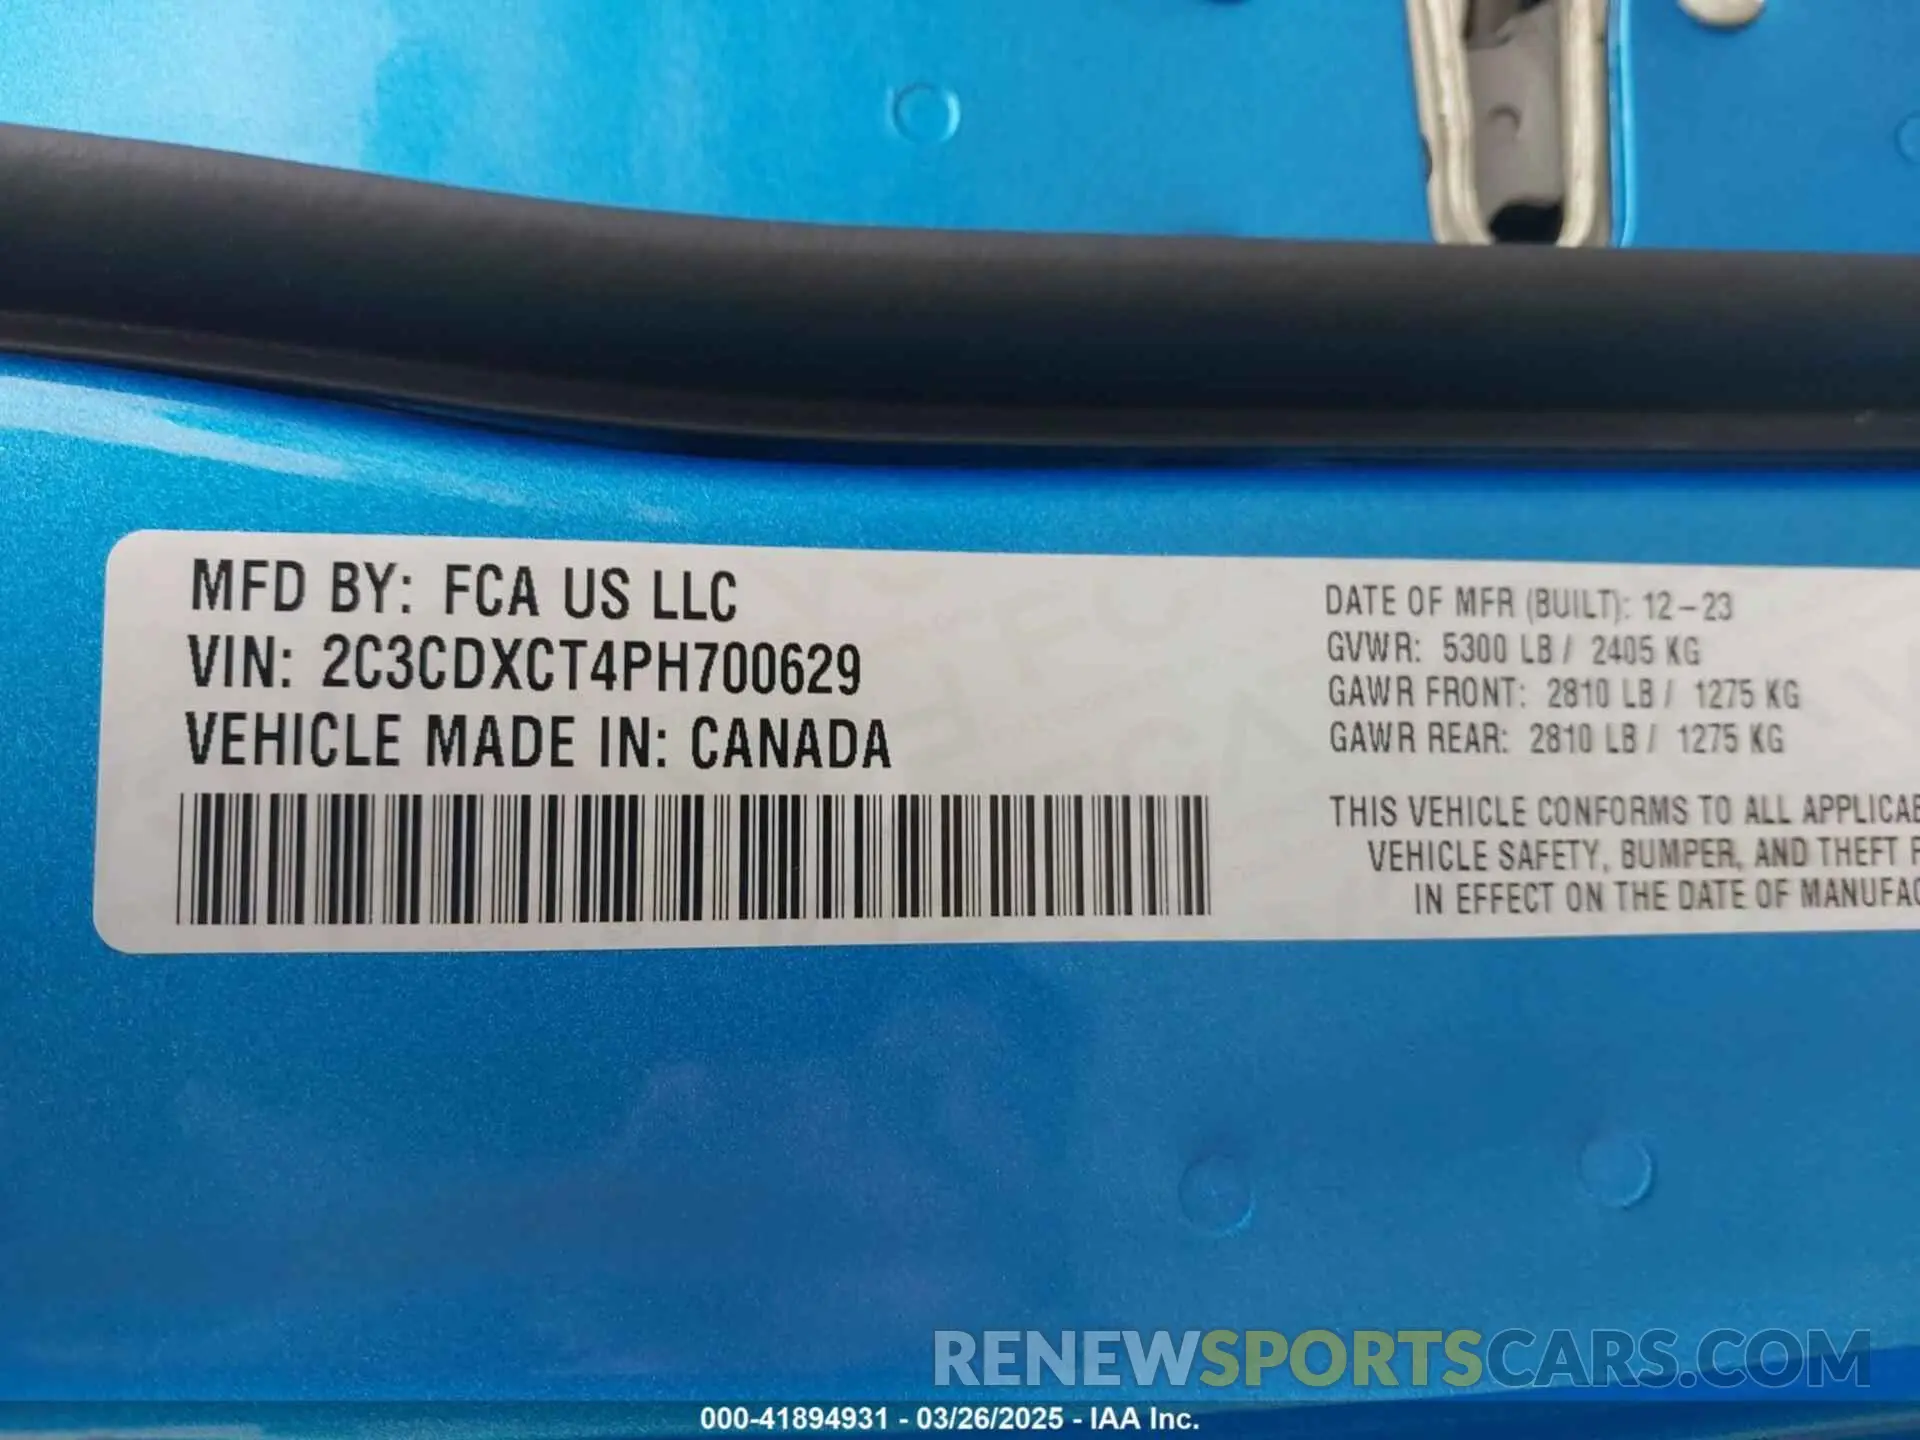 MFD BY: FCA US LLC
VIN: 2C3CDXCT4PH700629
VEHICLE MADE IN: CANADA
DATE OF MFR (BUILT): 12-23
GVWR: 5300 LB / 2405 KG
GAWR FRONT: 2810 LB / 1275 KG
GAWR REAR: 2810 LB / 1275 KG
THIS VEHICLE CONFORMS TO ALL APPLICAB
VEHICLE SAFETY, BUMPER, AND THEFT P
IN EFFECT ON THE DATE OF MANUFAC
RENEWSPORTSCARS.COM
000-41894931 - 03/26/2025 - IAA Inc.